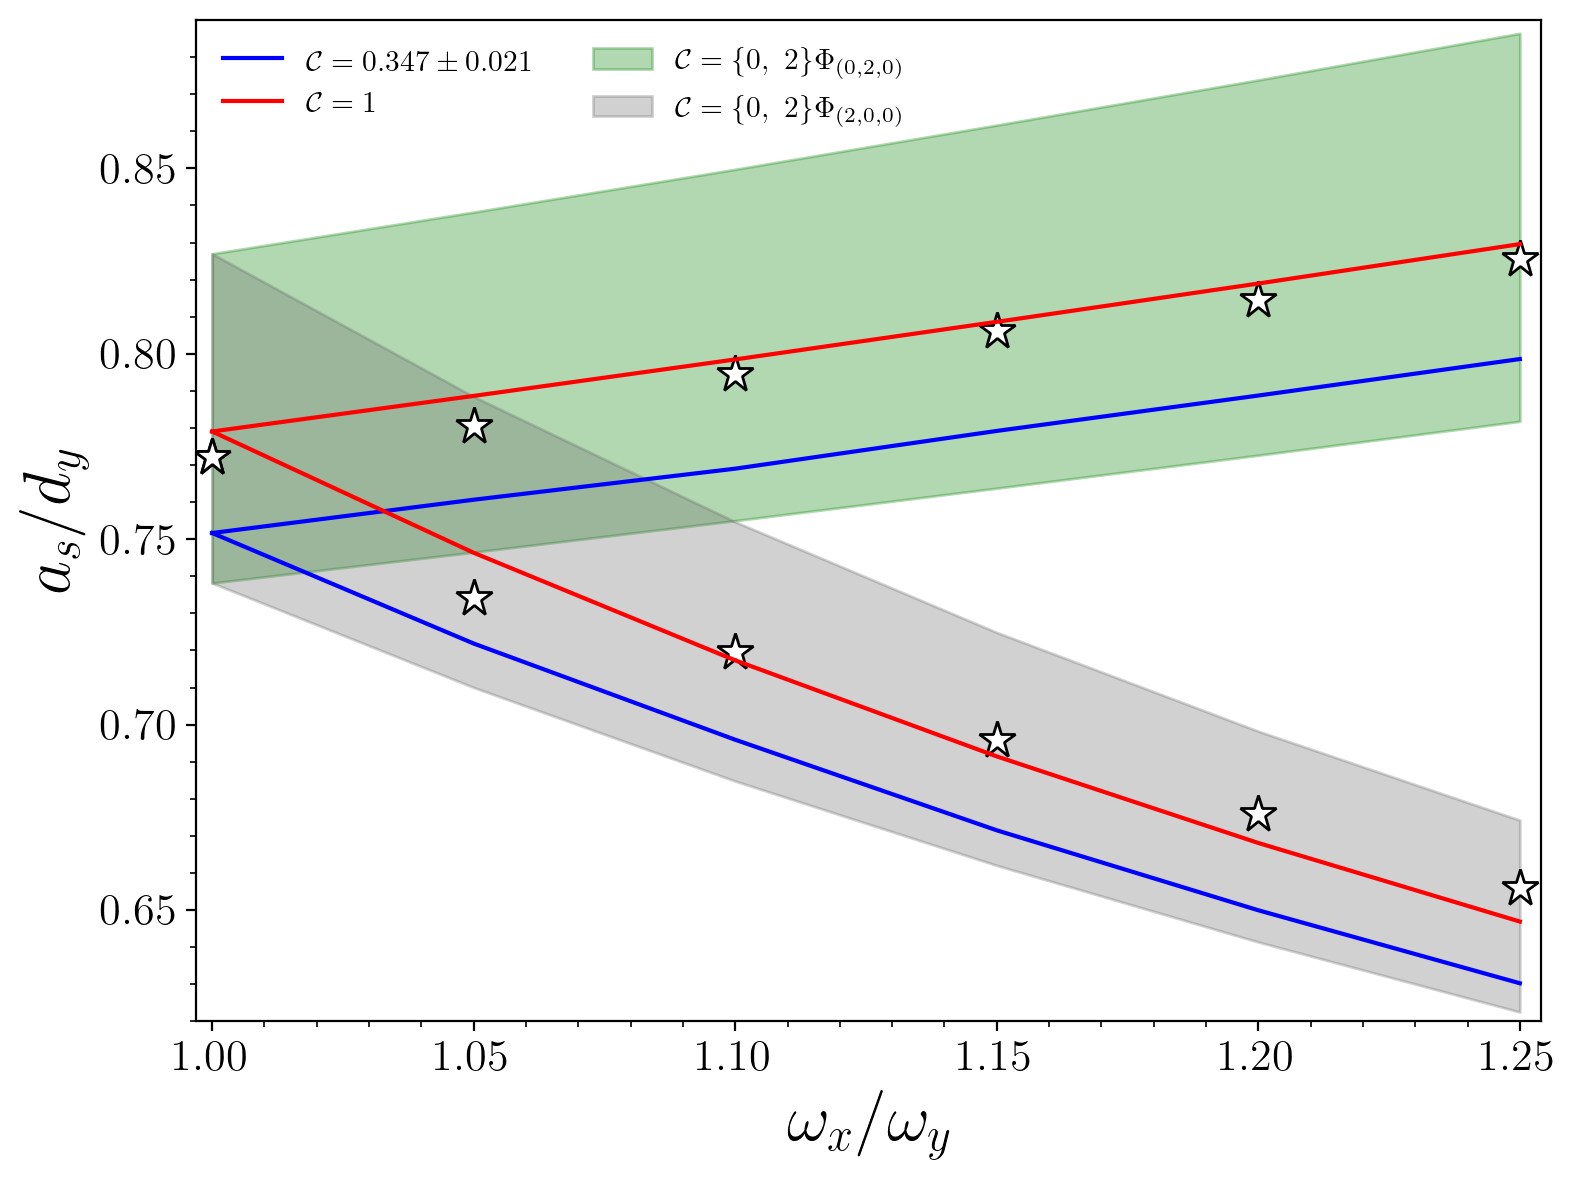 𝒞 = 0.347 ± 0.021
𝒞 = 1
𝒞 = {0, 2}Φ(0,2,0)
𝒞 = {0, 2}Φ(2,0,0)
0.85
0.80
0.75
0.70
0.65
a_s/d_y
1.00 1.05 1.10 1.15 1.20 1.25
ω_x/ω_y